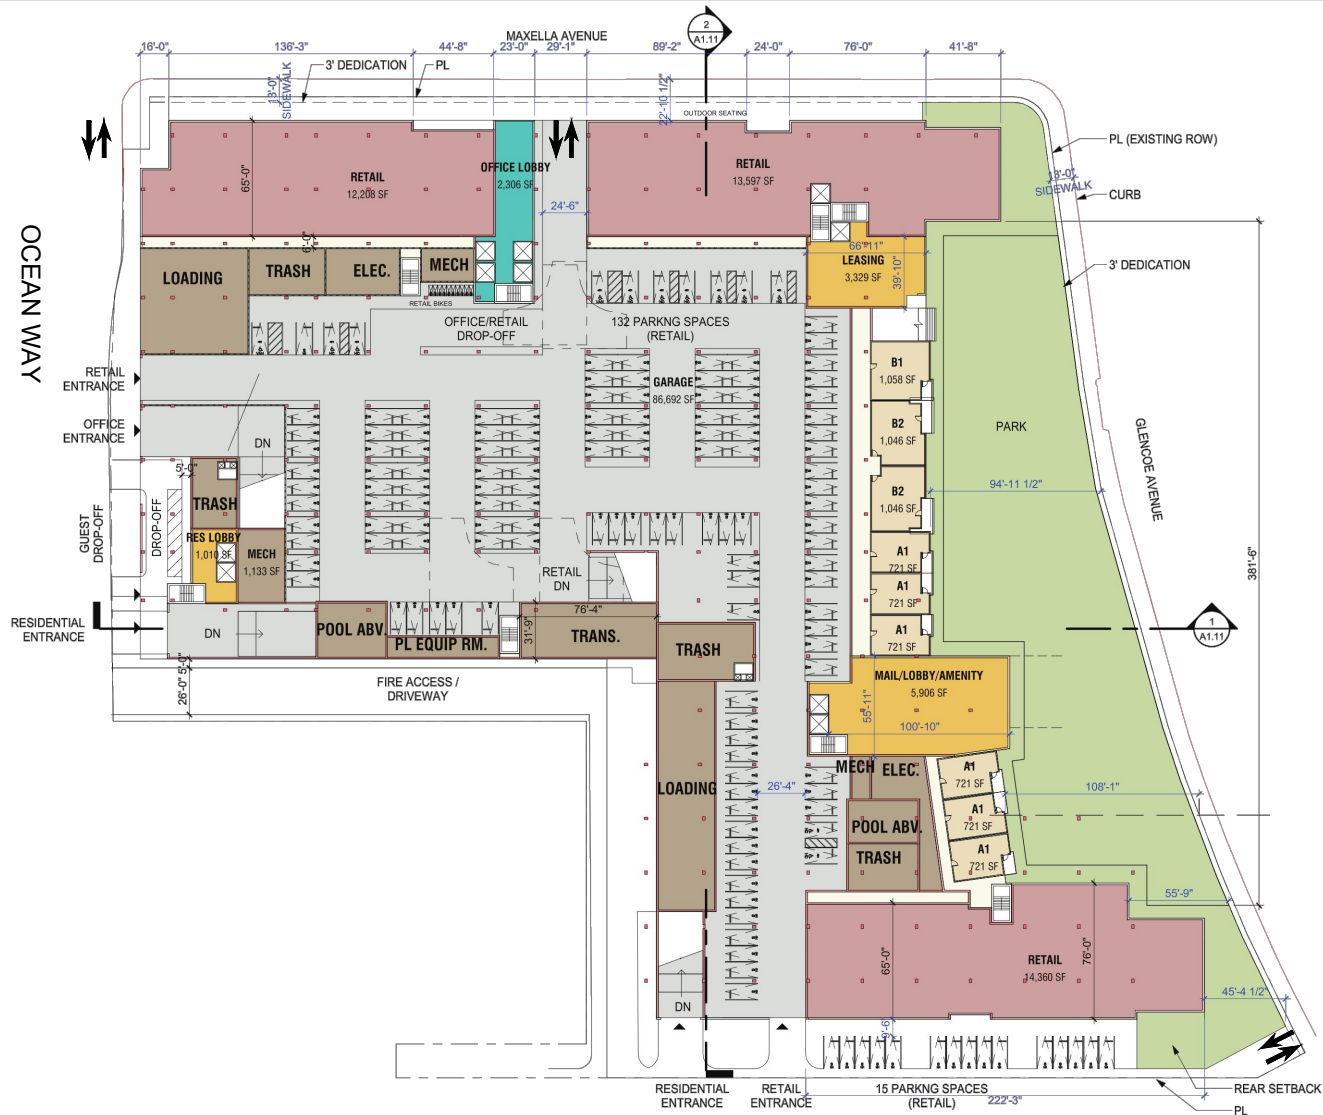 2
A1.11
MAXELLA AVENUE
16'-0"
136'-3"
44'-8"
23'-0"
29'-1"
89'-2"
24'-0"
76'-0"
41'-8"
3' DEDICATION
PL
13'-0"
SIDEWALK
22'-10 1/2"
OUTDOOR SEATING
PL (EXISTING ROW)
13'-0"
SIDEWALK
CURB
3' DEDICATION
65'-0"
RETAIL
12,208 SF
OFFICE LOBBY
2,306 SF
24'-6"
RETAIL
13,597 SF
6'-0"
66'-11"
LEASING
3,329 SF
39'-10"
OCEAN WAY
LOADING
TRASH
ELEC.
MECH
RETAIL BIKES
OFFICE/RETAIL
DROP-OFF
132 PARKNG SPACES
(RETAIL)
GARAGE
86,692 SF
RETAIL
ENTRANCE
OFFICE
ENTRANCE
DN
B1
1,058 SF
B2
1,046 SF
B2
1,046 SF
A1
721 SF
A1
721 SF
A1
721 SF
PARK
94'-11 1/2"
GLENCOE AVENUE
381'-6"
5'-0"
TRASH
GUEST
DROP-OFF
DROP-OFF
RES LOBBY
1,010 SF
MECH
1,133 SF
RETAIL
DN
76'-4"
31'-9"
RESIDENTIAL
ENTRANCE
DN
POOL ABV.
PL EQUIP RM.
TRANS.
TRASH
1
A1.11
5'-0"
26'-0"
FIRE ACCESS /
DRIVEWAY
MAIL/LOBBY/AMENITY
5,906 SF
55'-11"
100'-10"
MECH
ELEC.
A1
721 SF
A1
721 SF
A1
721 SF
LOADING
26'-4"
108'-1"
POOL ABV.
TRASH
55'-9"
65'-0"
76'-0"
RETAIL
14,360 SF
45'-4 1/2"
DN
9'-6"
RESIDENTIAL
ENTRANCE
RETAIL
ENTRANCE
15 PARKNG SPACES
(RETAIL)
222'-3"
REAR SETBACK
PL